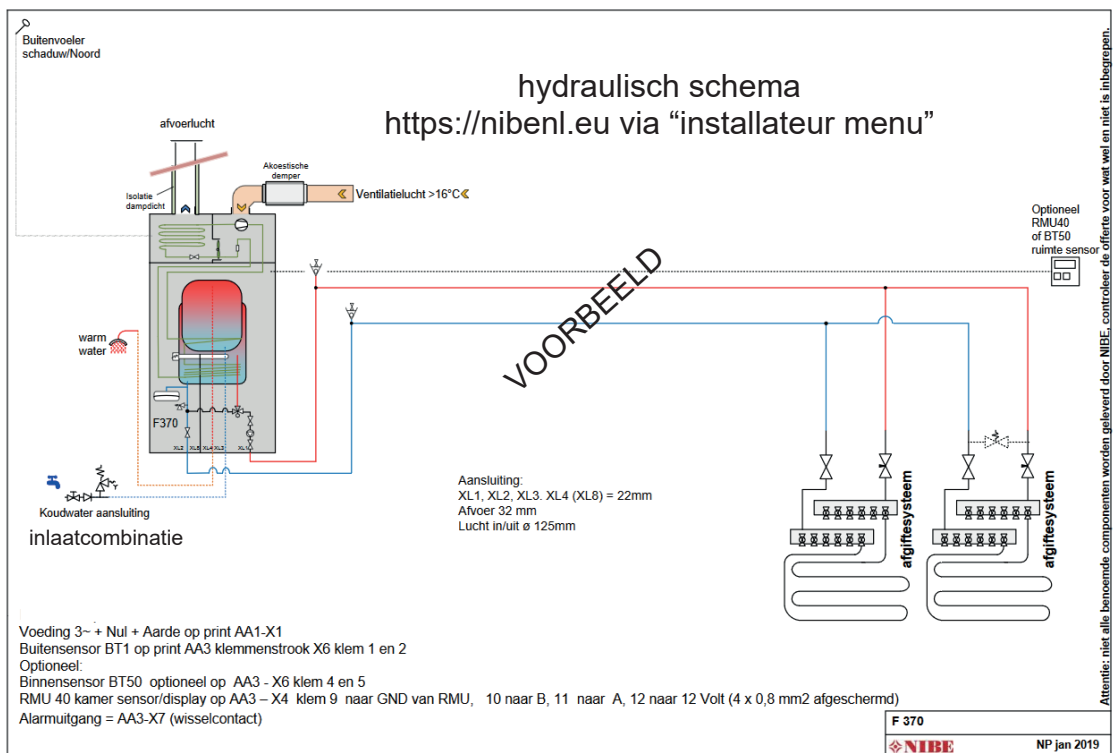 Buitenvoeler
schaduw/Noord
hydraulisch schema
https://nibenl.eu via “installateur menu”
afvoerlucht
Akoestische
demper
Isolatie
dampdicht
Ventilatielucht >16°C
Optioneel
RMU40
of BT50
ruimte sensor
VOORBEELD
warm
water
F370
XL2 XL8 XL4 XL3 XL1
Koudwater aansluiting
inlaatcombinatie
Aansluiting:
XL1, XL2, XL3. XL4 (XL8) = 22mm
Afvoer 32 mm
Lucht in/uit ø 125mm
afgiftesysteem
afgiftesysteem
Attentie: niet alle benoemde componenten worden geleverd door NIBE, controleer de offerte voor wat wel en niet is inbegrepen.
Voeding 3~ + Nul + Aarde op print AA1-X1
Buitensensor BT1 op print AA3 klemmenstrook X6 klem 1 en 2
Optioneel:
Binnensensor BT50 optioneel op AA3 - X6 klem 4 en 5
RMU 40 kamer sensor/display op AA3 – X4 klem 9 naar GND van RMU, 10 naar B, 11 naar A, 12 naar 12 Volt (4 x 0,8 mm2 afgeschermd)
Alarmuitgang = AA3-X7 (wisselcontact)
F 370
NIBE
NP jan 2019